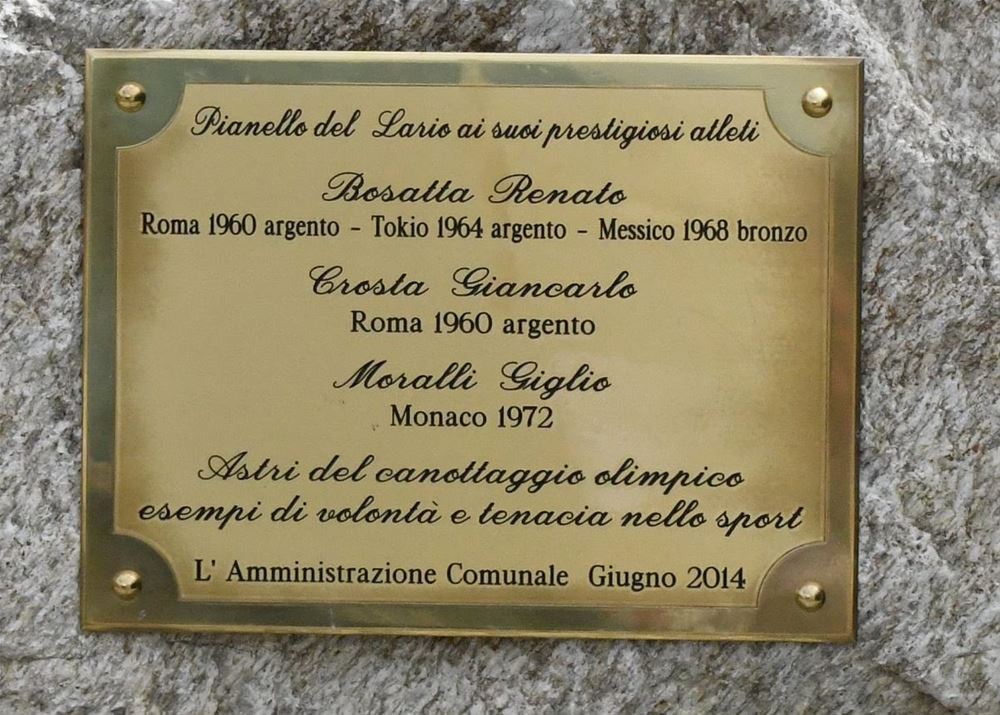 Pianello del Lario ai suoi prestigiosi atleti
Bosatta Renato
Roma 1960 argento - Tokio 1964 argento - Messico 1968 bronzo
Crosta Giancarlo
Roma 1960 argento
Moralli Giglio
Monaco 1972
Astri del canottaggio olimpico
esempi di volontà e tenacia nello sport
L' Amministrazione Comunale Giugno 2014